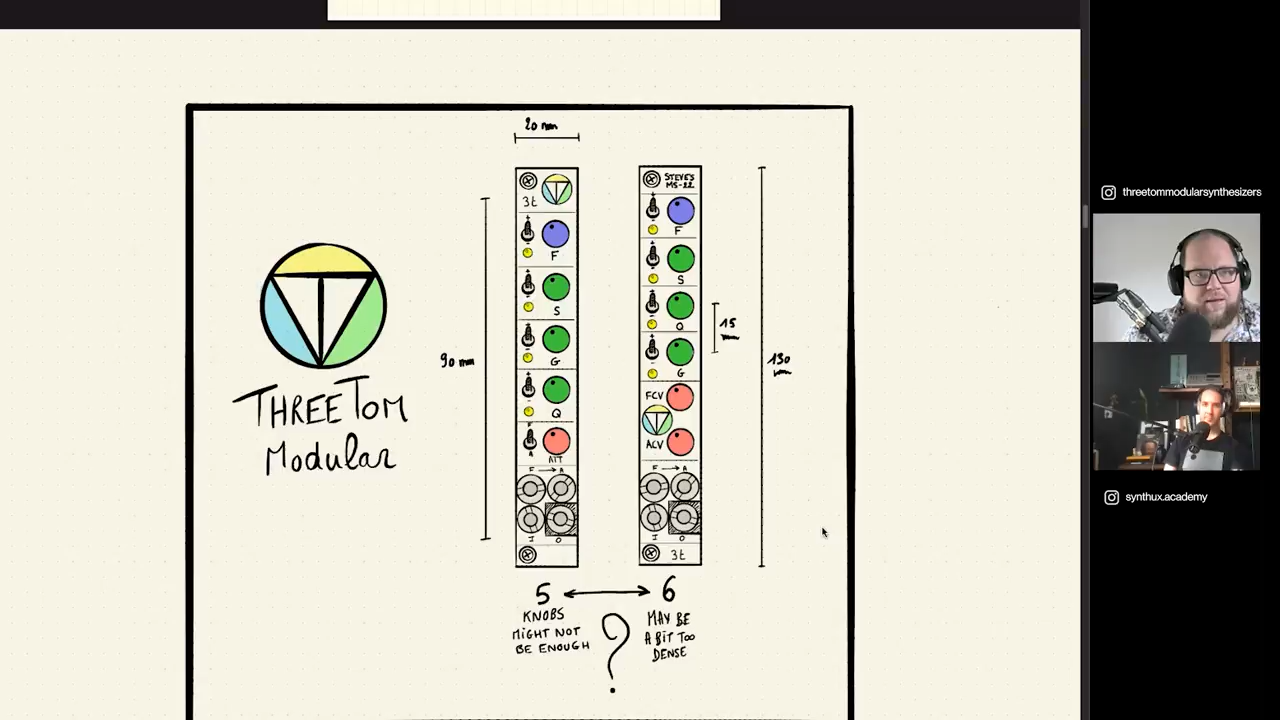 20 mm
3t
F
S
G
Q
ATT
F → A
I O
90 mm
STEVE'S
MS-22
F
S
Q
G
FCV
ACV
F → A
I O
3t
15
mm
130
mm
THREE TOM
Modular
5 ↔ 6
KNOBS
MIGHT NOT
BE ENOUGH
?
MAY BE
A BIT TOO
DENSE
threetommodularsynthesizers
synthux.academy